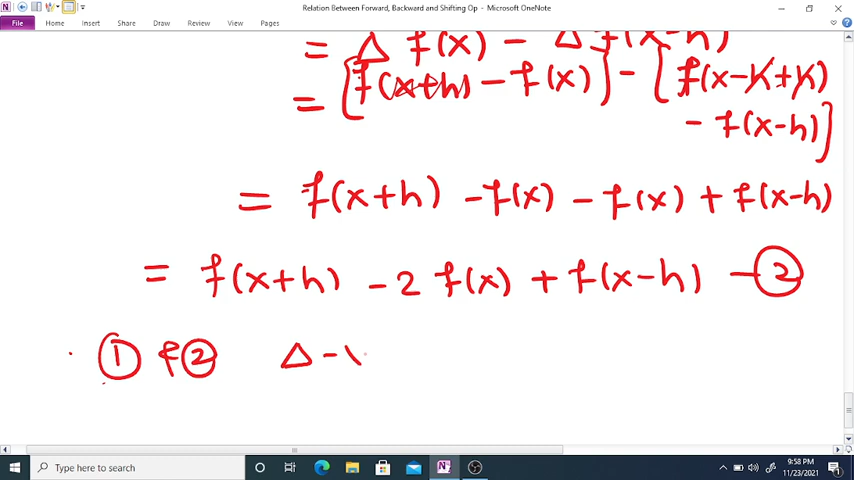 Relation Between Forward, Backward and Shifting Op - Microsoft OneNote
File Home Insert Draw Share Review View Pages
= Δ f(x) - Δ f(x-h)
= [f(x+h) - f(x)] - [f(x-h+h)
- f(x-h)]
= f(x+h) - f(x) - f(x) + f(x-h)
= f(x+h) - 2 f(x) + f(x-h) — 2
1 & 2 Δ -
Type here to search
9:58 PM
11/23/2021